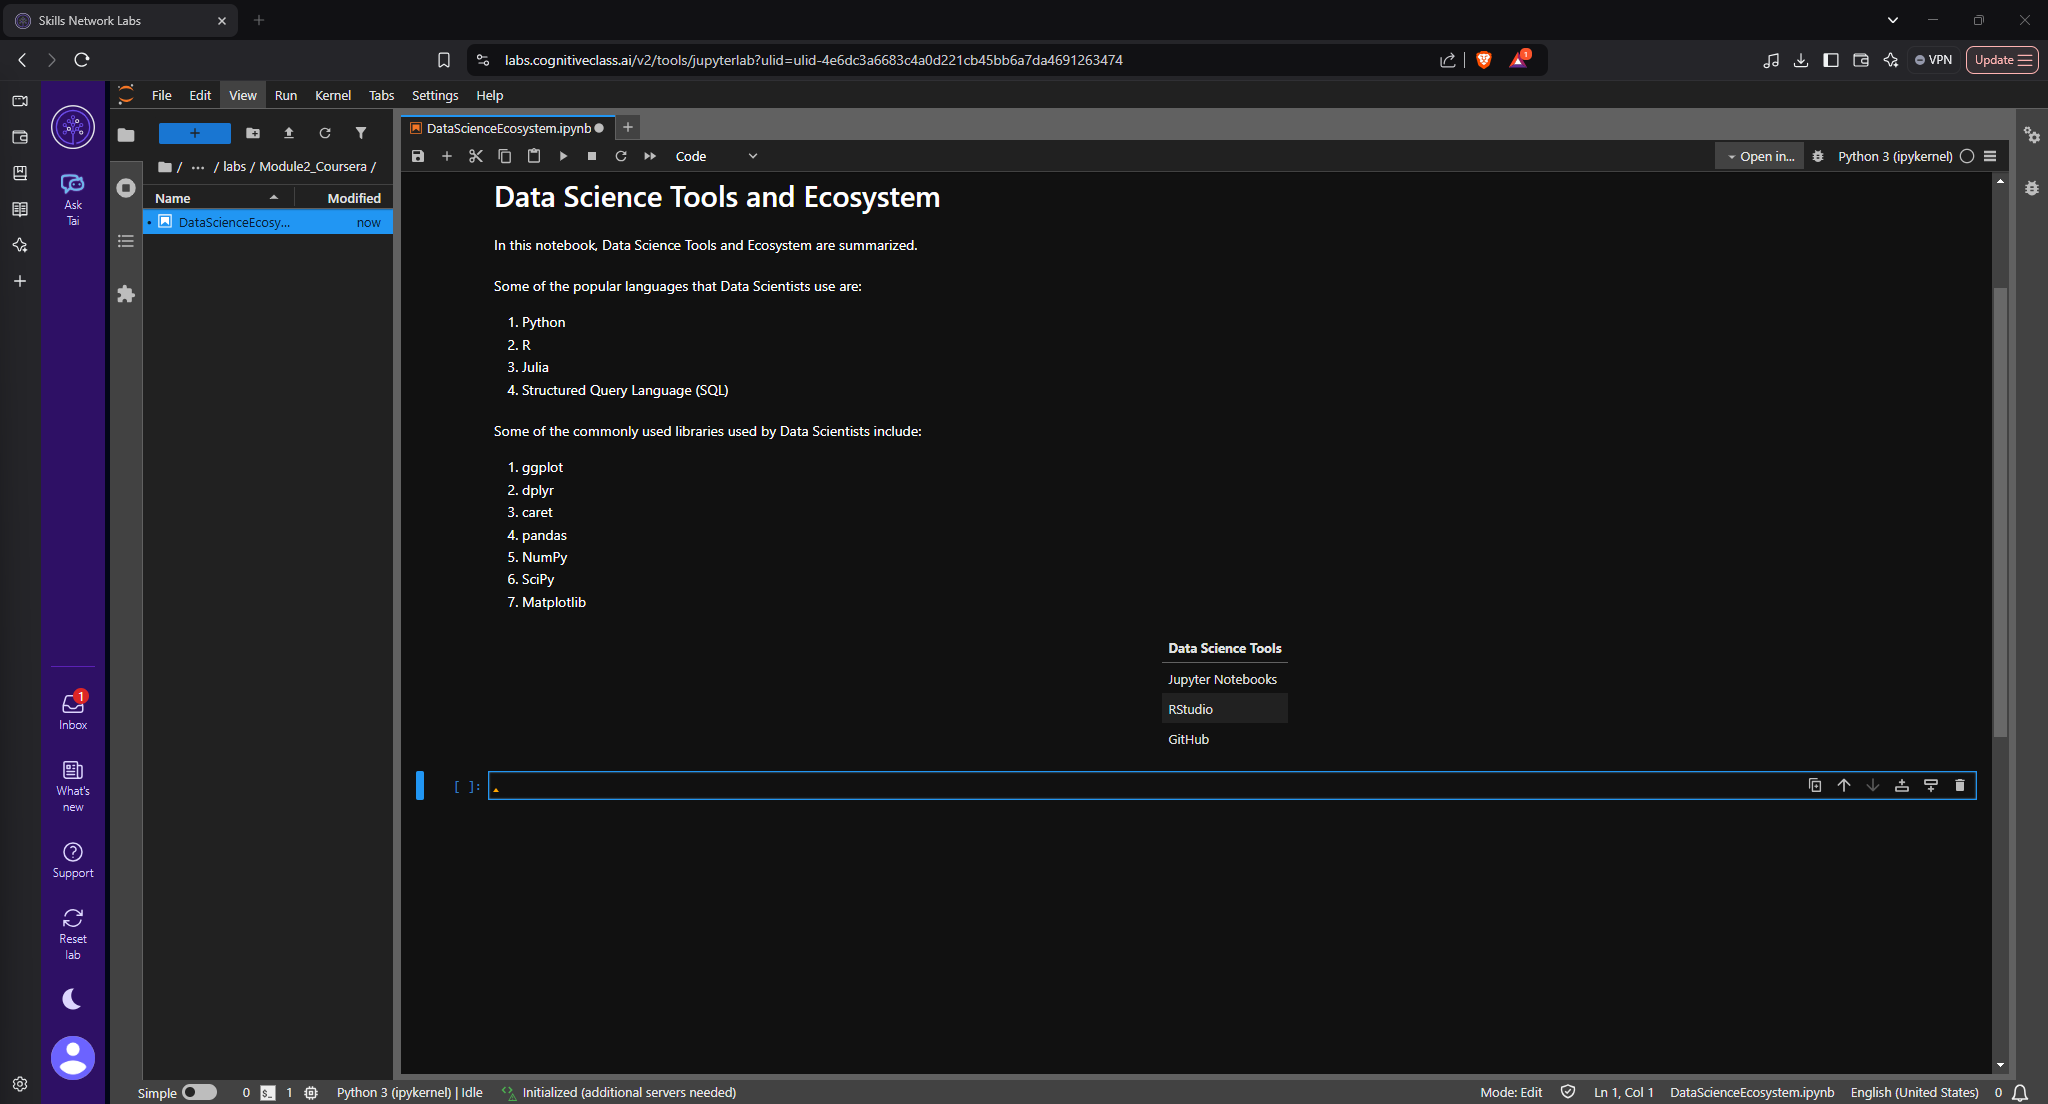 Skills Network Labs
labs.cognitiveclass.ai/v2/tools/jupyterlab?ulid=ulid-4e6dc3a6683c4a0d221cb45bb6a7da4691263474
1
VPN
Update
File Edit View Run Kernel Tabs Settings Help
Ask
Tai
/ ··· / labs / Module2_Coursera /
Name Modified
DataScienceEcosy... now
DataScienceEcosystem.ipynb
Code
Open in...
Python 3 (ipykernel)
Data Science Tools and Ecosystem
In this notebook, Data Science Tools and Ecosystem are summarized.
Some of the popular languages that Data Scientists use are:
1. Python
2. R
3. Julia
4. Structured Query Language (SQL)
Some of the commonly used libraries used by Data Scientists include:
1. ggplot
2. dplyr
3. caret
4. pandas
5. NumPy
6. SciPy
7. Matplotlib
Data Science Tools
Jupyter Notebooks
RStudio
GitHub
[ ]:
1
Inbox
What's
new
Support
Reset
lab
Simple 0 $_ 1 Python 3 (ipykernel) | Idle Initialized (additional servers needed) Mode: Edit Ln 1, Col 1 DataScienceEcosystem.ipynb English (United States) 0